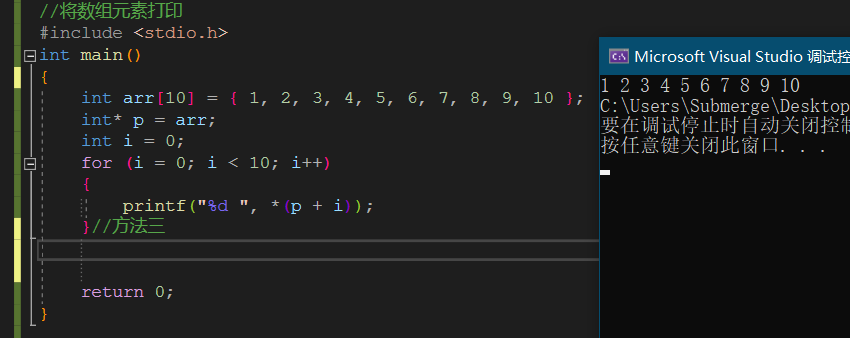 //将数组元素打印
#include <stdio.h>
int main()
{
    int arr[10] = { 1, 2, 3, 4, 5, 6, 7, 8, 9, 10 };
    int* p = arr;
    int i = 0;
    for (i = 0; i < 10; i++)
    {
        printf("%d ", *(p + i));
    }//方法三
    return 0;
}
Microsoft Visual Studio 调试控
1 2 3 4 5 6 7 8 9 10
C:\Users\Submerge\Desktop
要在调试停止时自动关闭控制
按任意键关闭此窗口. . .